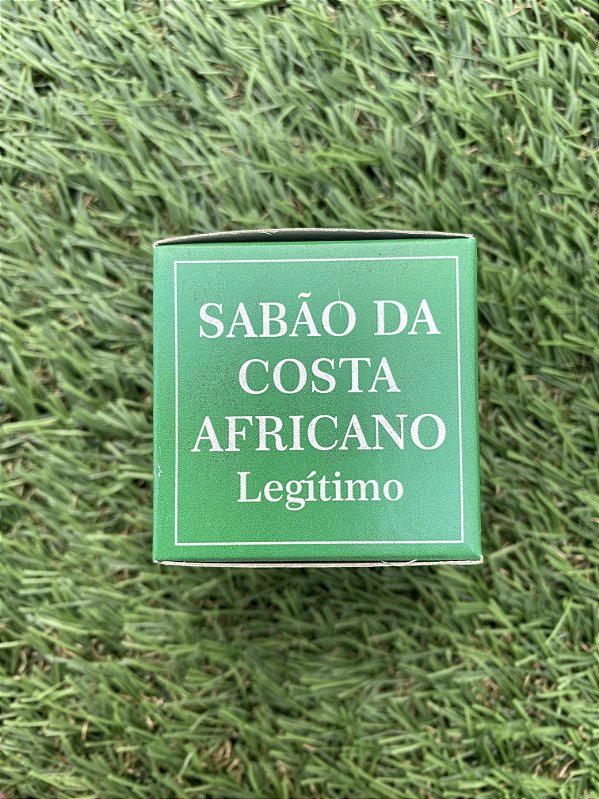 SABÃO DA
COSTA
AFRICANO
Legítimo